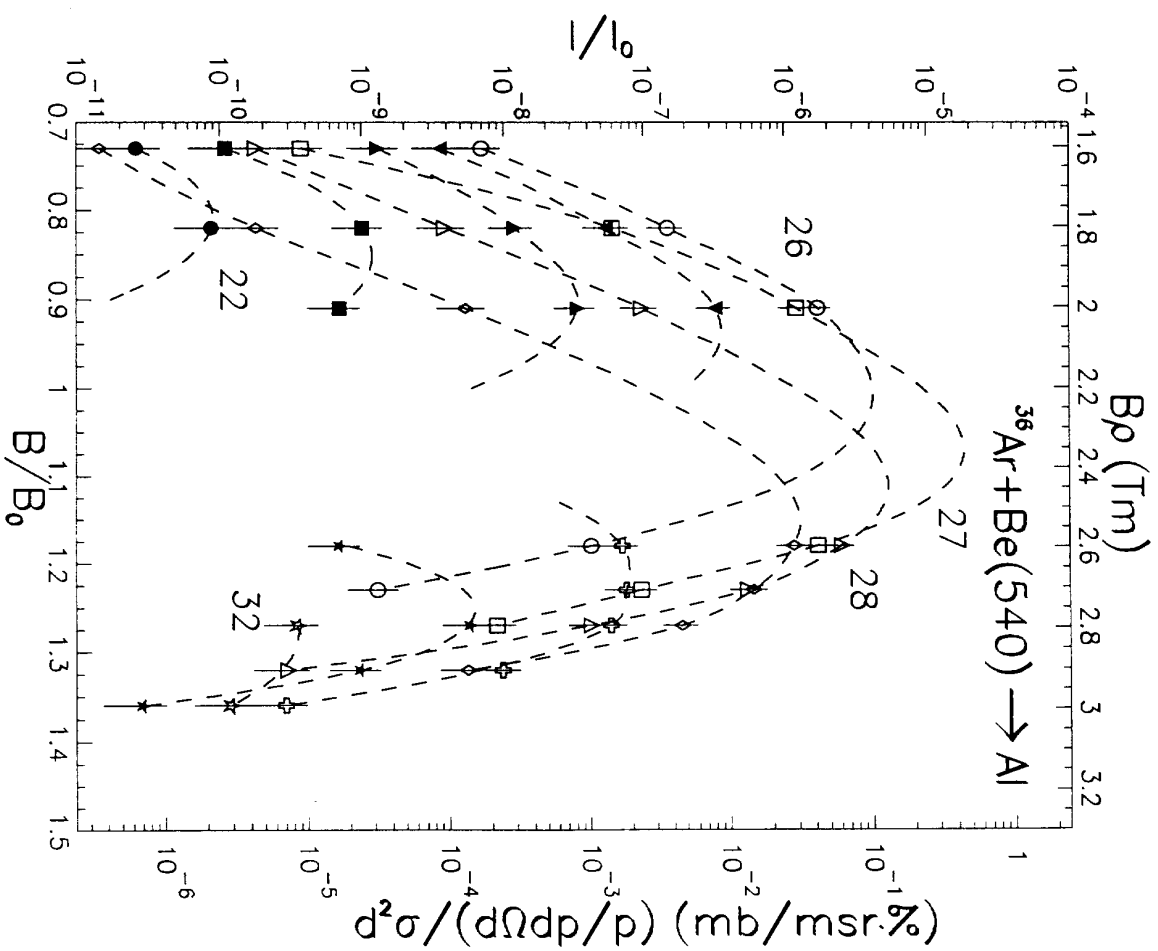 Bρ (Tm)
1.6 1.8 2 2.2 2.4 2.6 2.8 3 3.2
³⁶Ar+Be(540) → Al
I/I₀
10⁻⁴
10⁻⁵
10⁻⁶
10⁻⁷
10⁻⁸
10⁻⁹
10⁻¹⁰
10⁻¹¹
27
28
26
22
32
1
10⁻¹
10⁻²
10⁻³
10⁻⁴
10⁻⁵
10⁻⁶
d²σ/(dΩdp/p) (mb/msr.%)
0.7 0.8 0.9 1 1.1 1.2 1.3 1.4 1.5
B/B₀